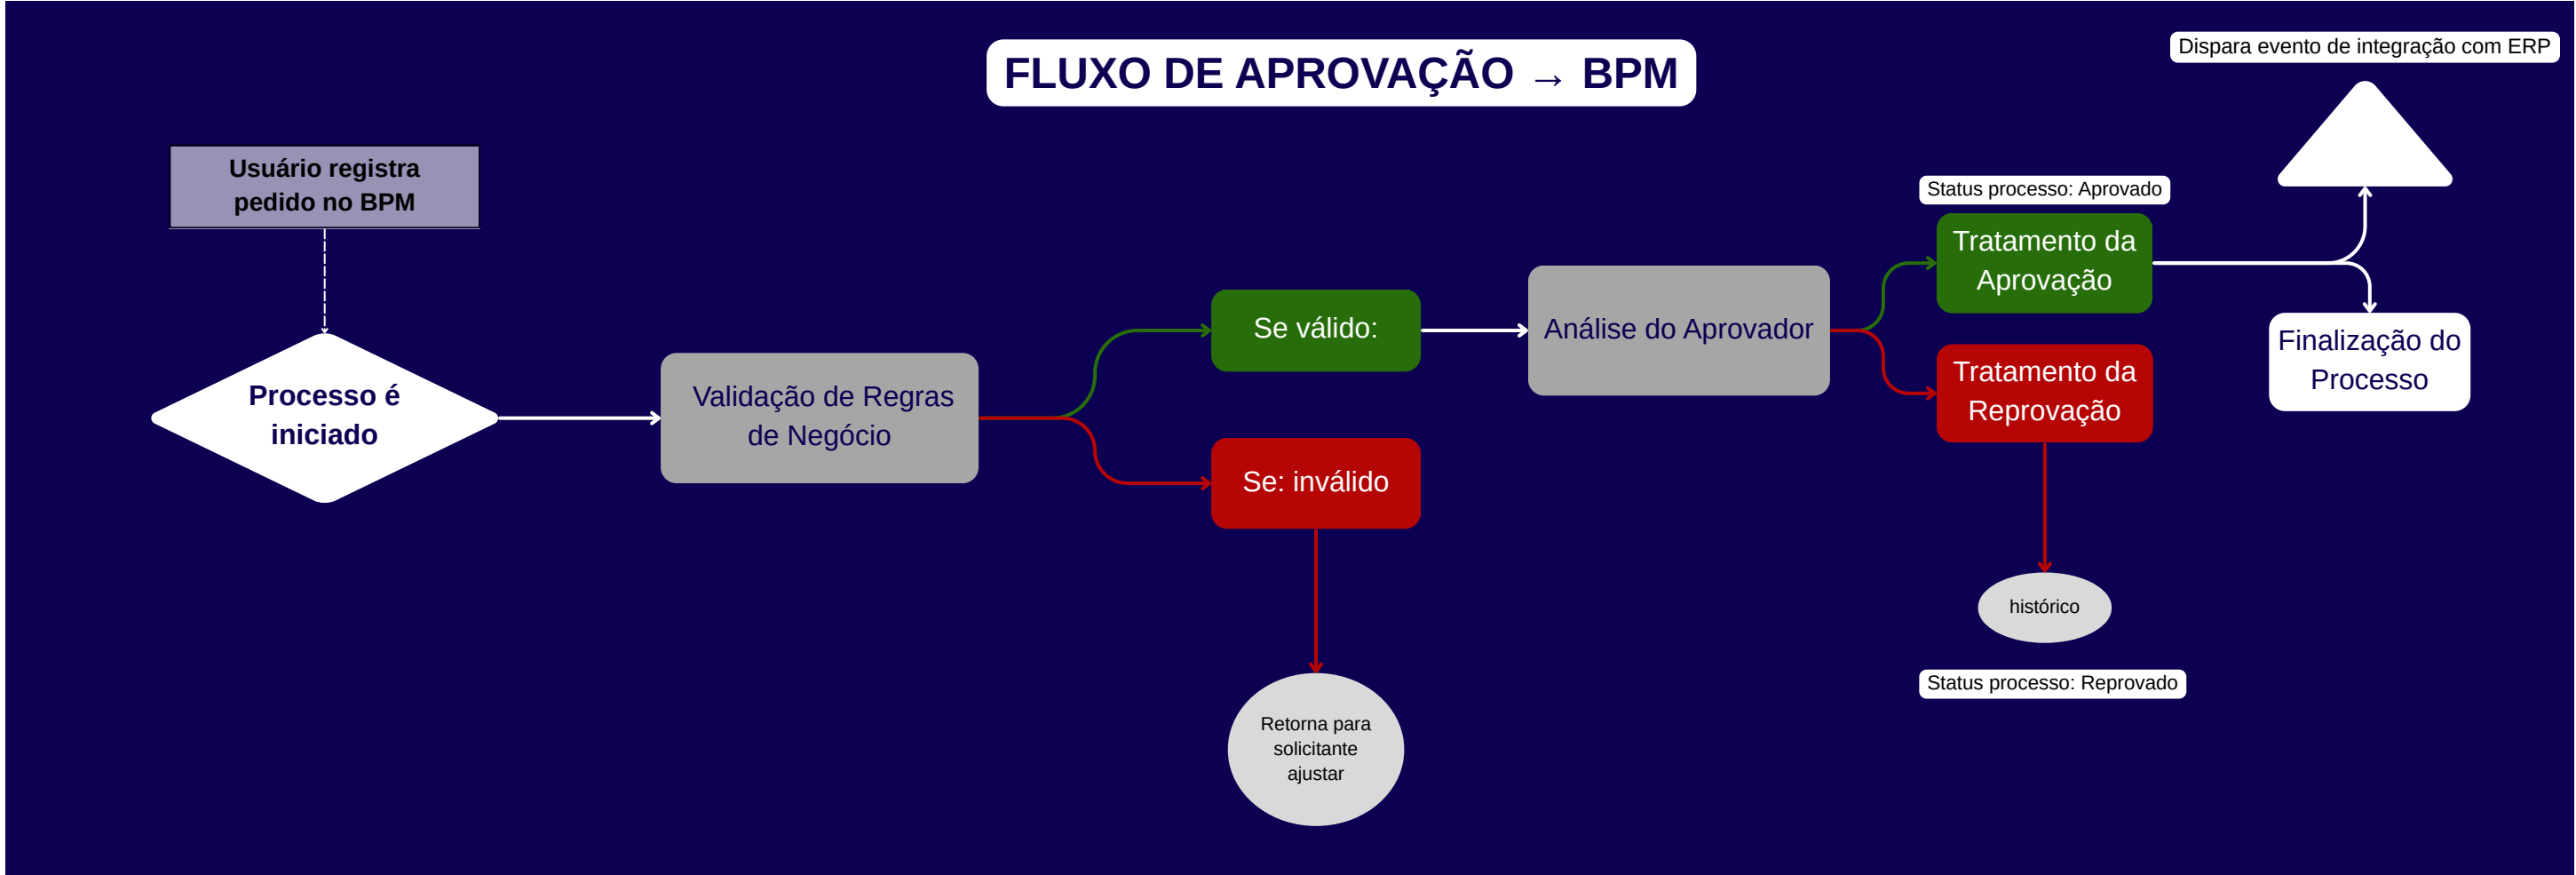 FLUXO DE APROVAÇÃO → BPM
Dispara evento de integração com ERP
Usuário registra
pedido no BPM
Processo é
iniciado
Validação de Regras
de Negócio
Se válido:
Se: inválido
Retorna para
solicitante
ajustar
Análise do Aprovador
Status processo: Aprovado
Tratamento da
Aprovação
Tratamento da
Reprovação
histórico
Status processo: Reprovado
Finalização do
Processo